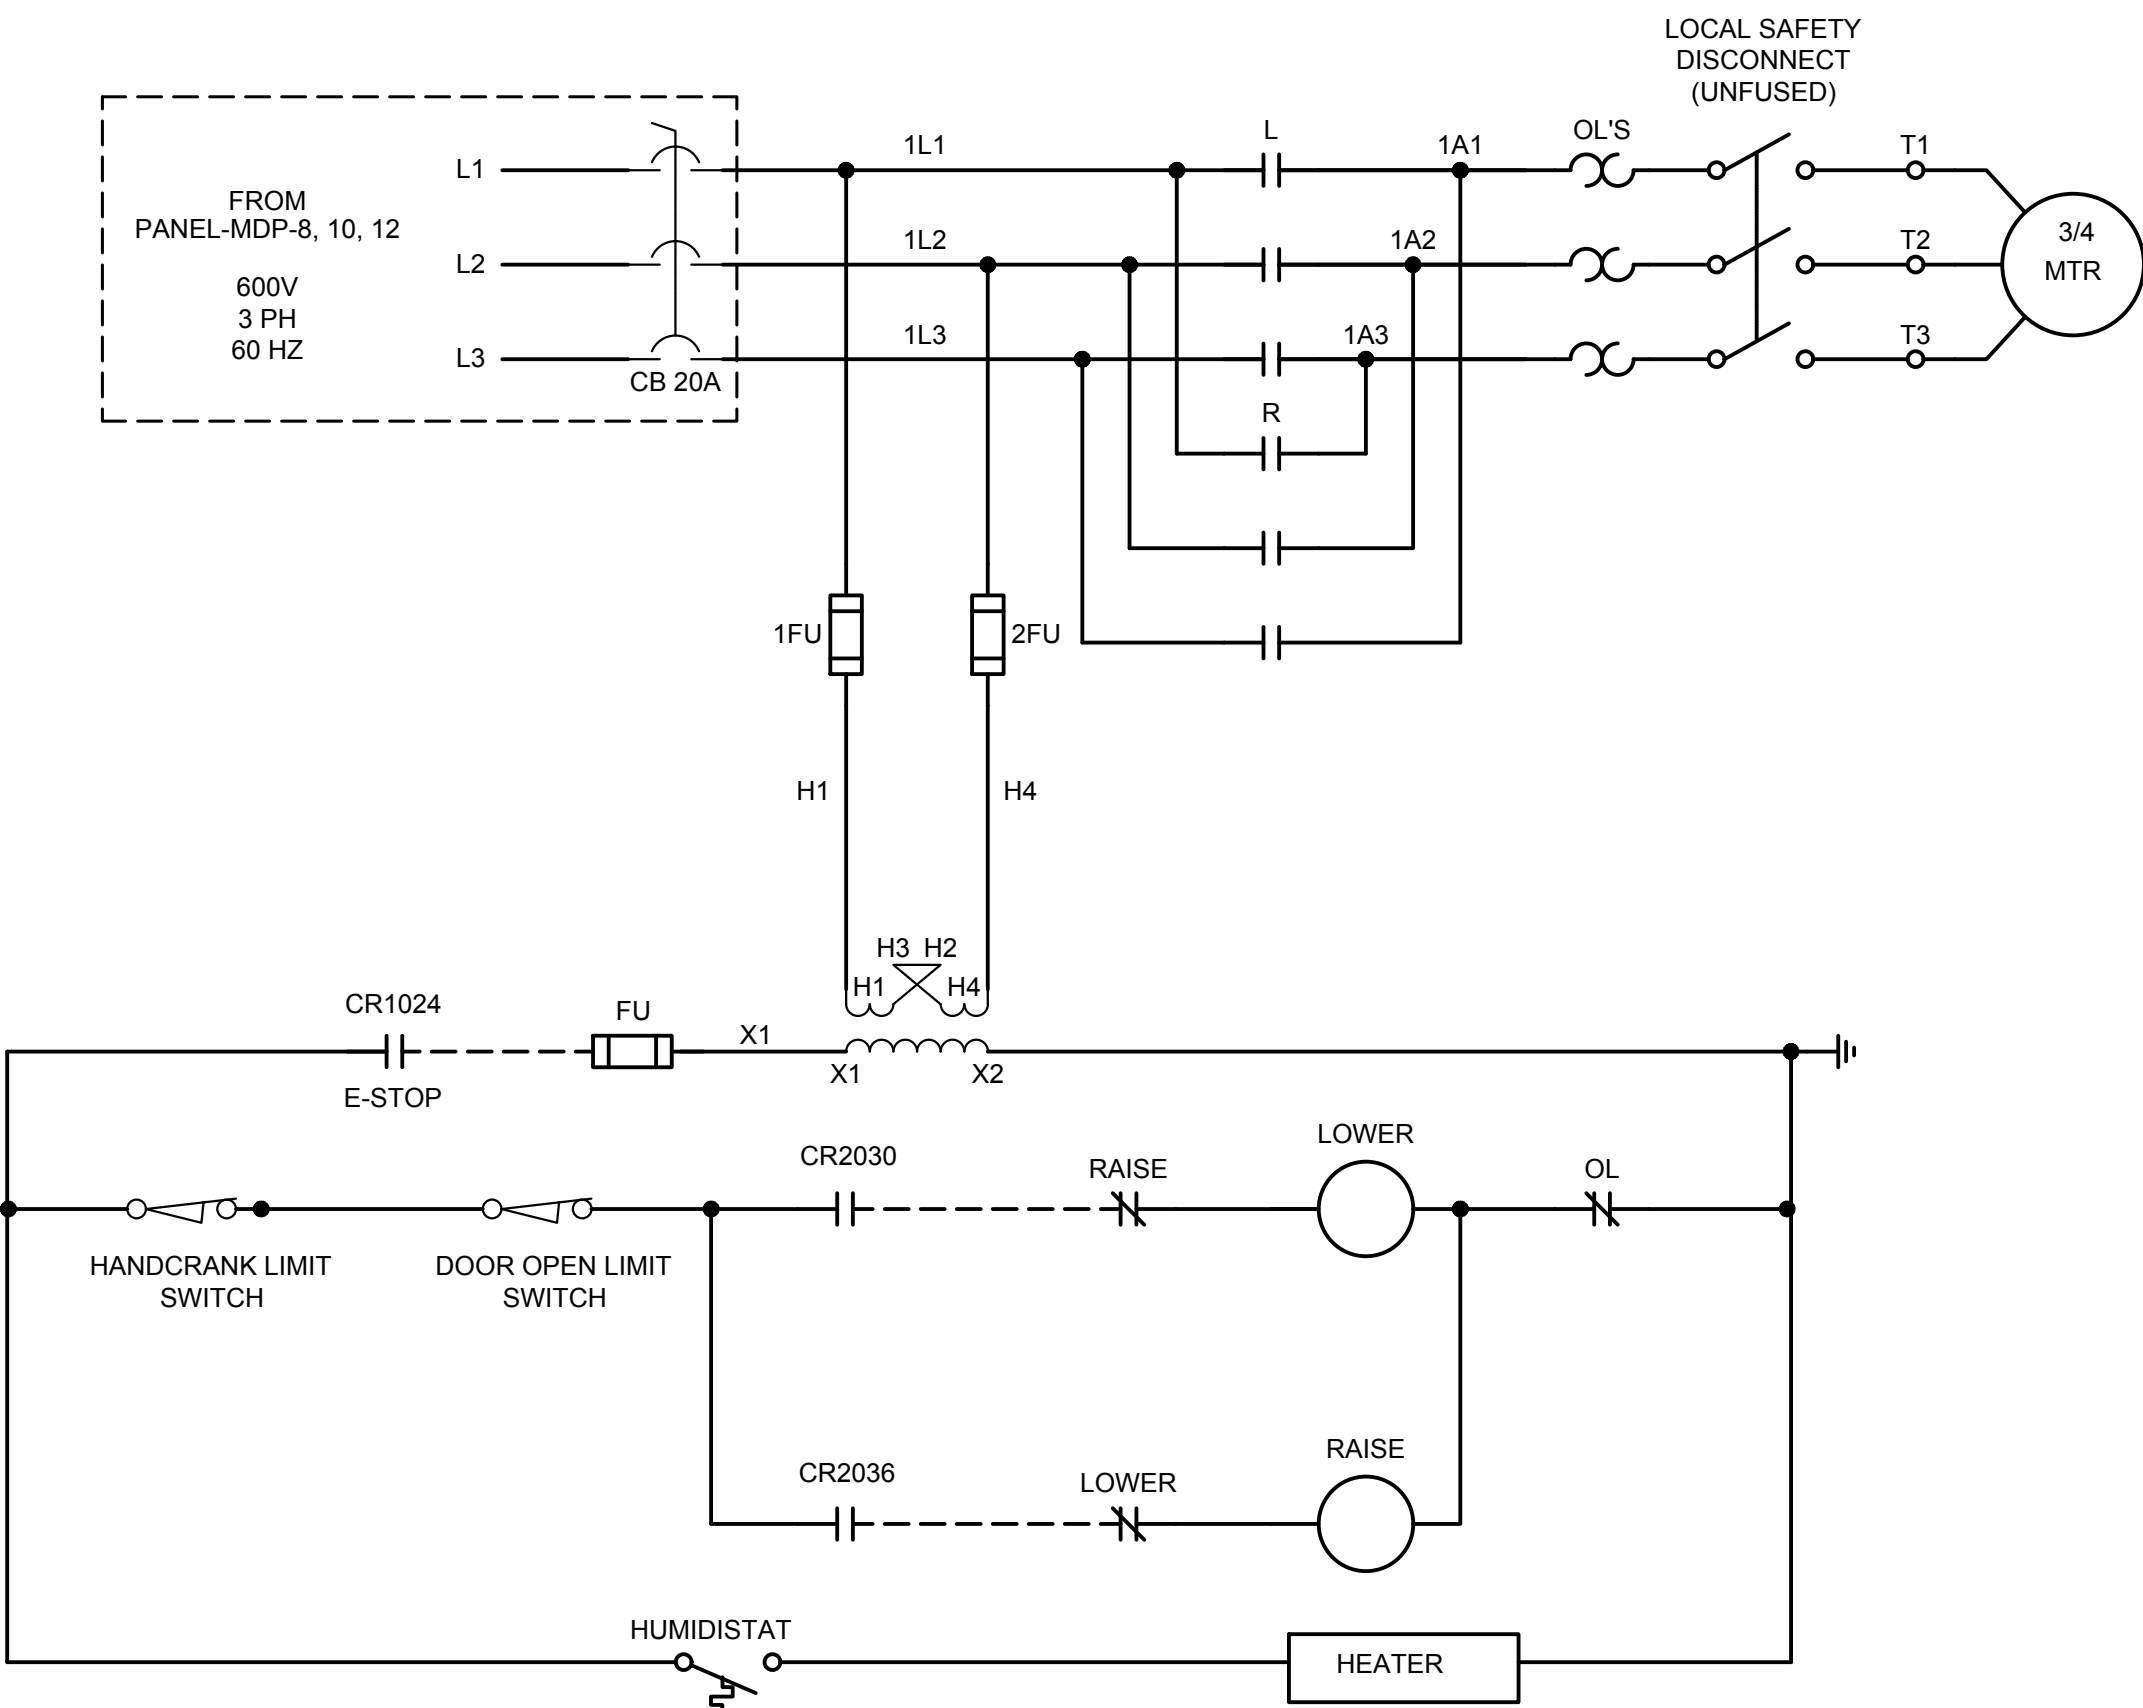 LOCAL SAFETY
DISCONNECT
(UNFUSED)
L
OL'S
1L1
1A1
T1
L1
FROM
PANEL-MDP-8, 10, 12
1L2
1A2
T2
3/4
MTR
L2
600V
3 PH
60 HZ
1L3
1A3
T3
L3
CB 20A
R
1FU
2FU
H1
H4
H3 H2
H1
H4
CR1024
FU
X1
X1
X2
E-STOP
LOWER
CR2030
RAISE
OL
HANDCRANK LIMIT
SWITCH
DOOR OPEN LIMIT
SWITCH
RAISE
CR2036
LOWER
HUMIDISTAT
HEATER